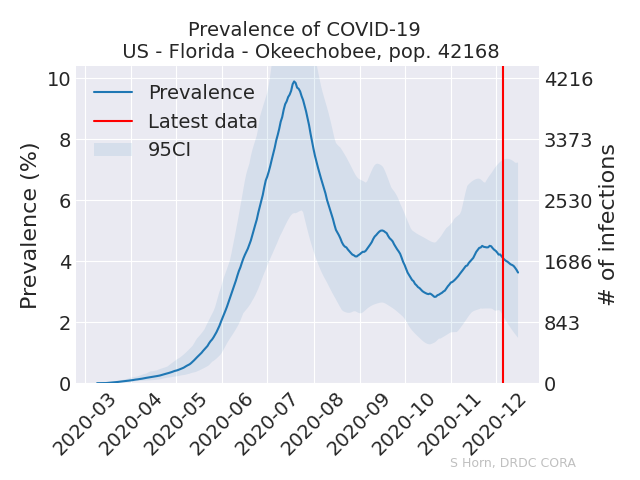 Prevalence of COVID-19
US - Florida - Okeechobee, pop. 42168
Prevalence
Latest data
95CI
Prevalence (%)
10
8
6
4
2
0
4216
3373
2530
1686
843
0
# of infections
2020-03
2020-04
2020-05
2020-06
2020-07
2020-08
2020-09
2020-10
2020-11
2020-12
S Horn, DRDC CORA